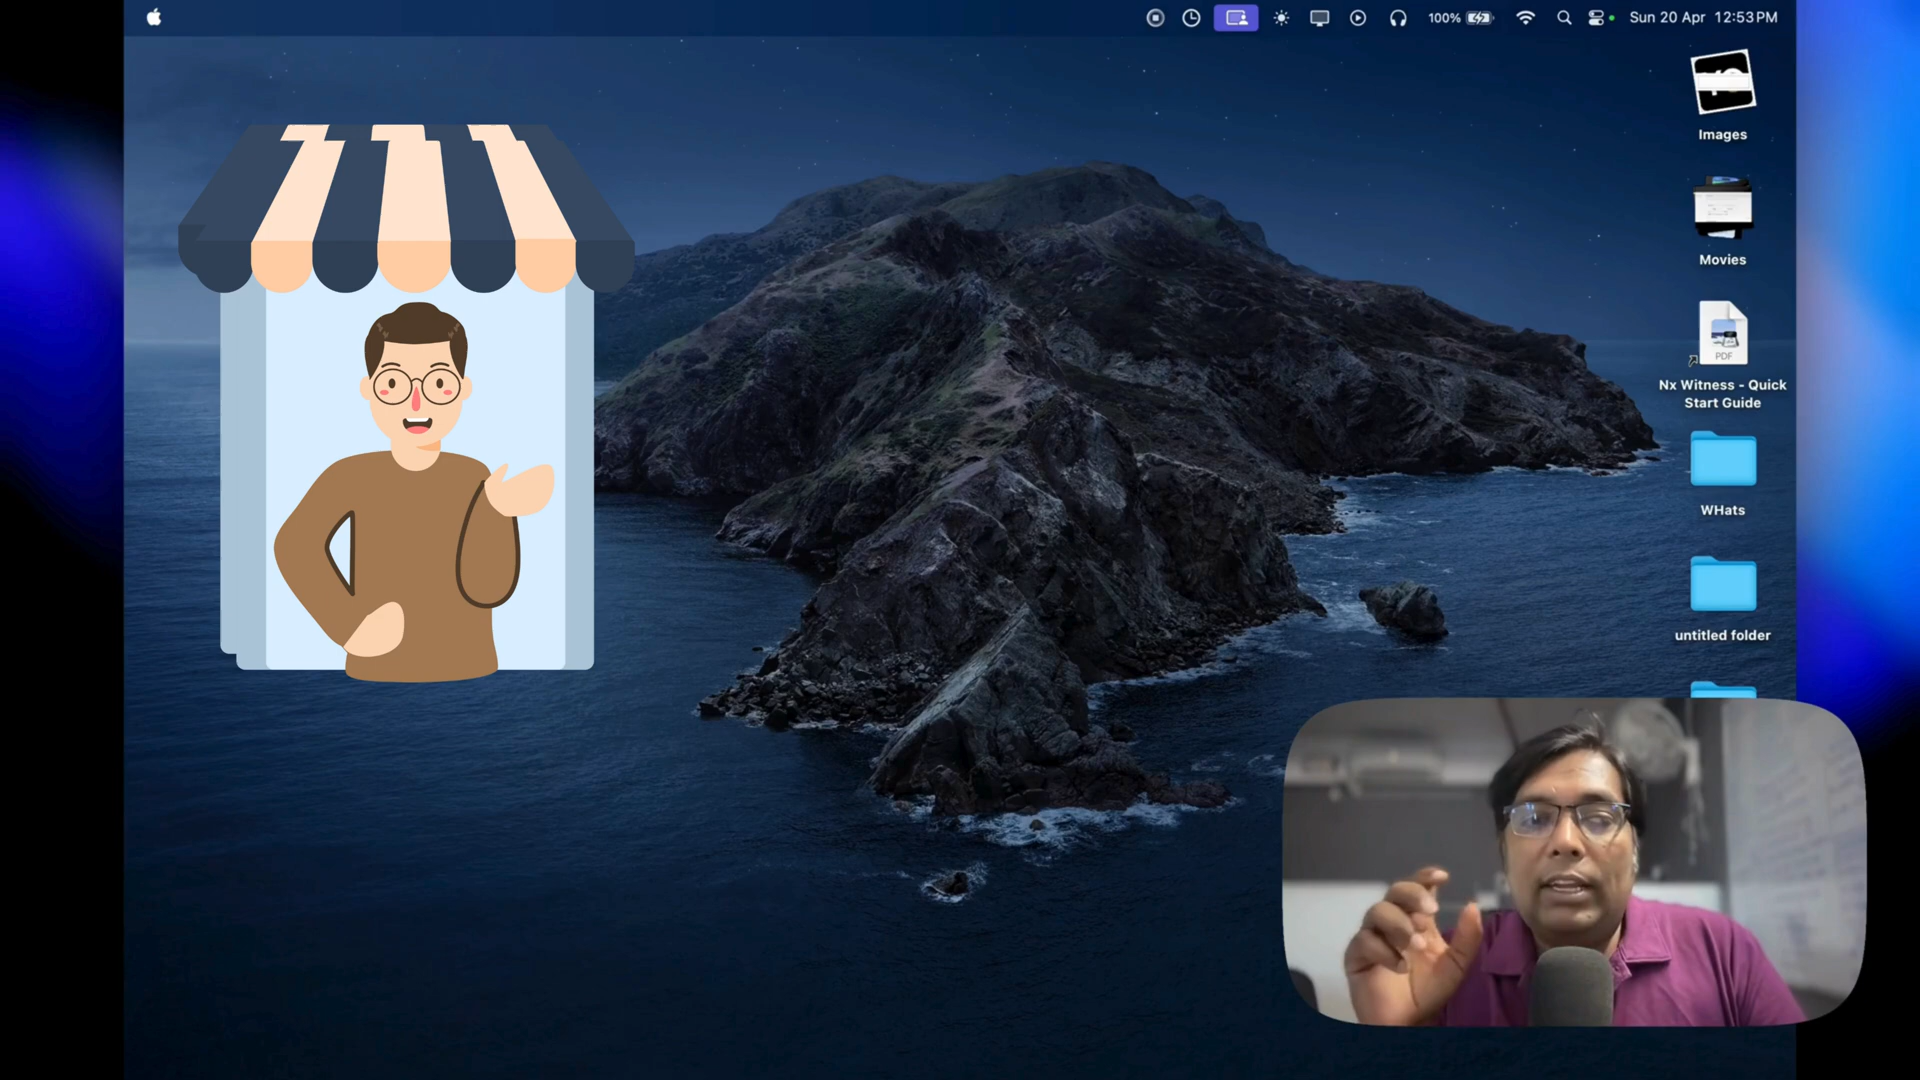 100%
Sun 20 Apr 12:53 PM
Images
Movies
PDF
Nx Witness - Quick
Start Guide
WHats
untitled folder